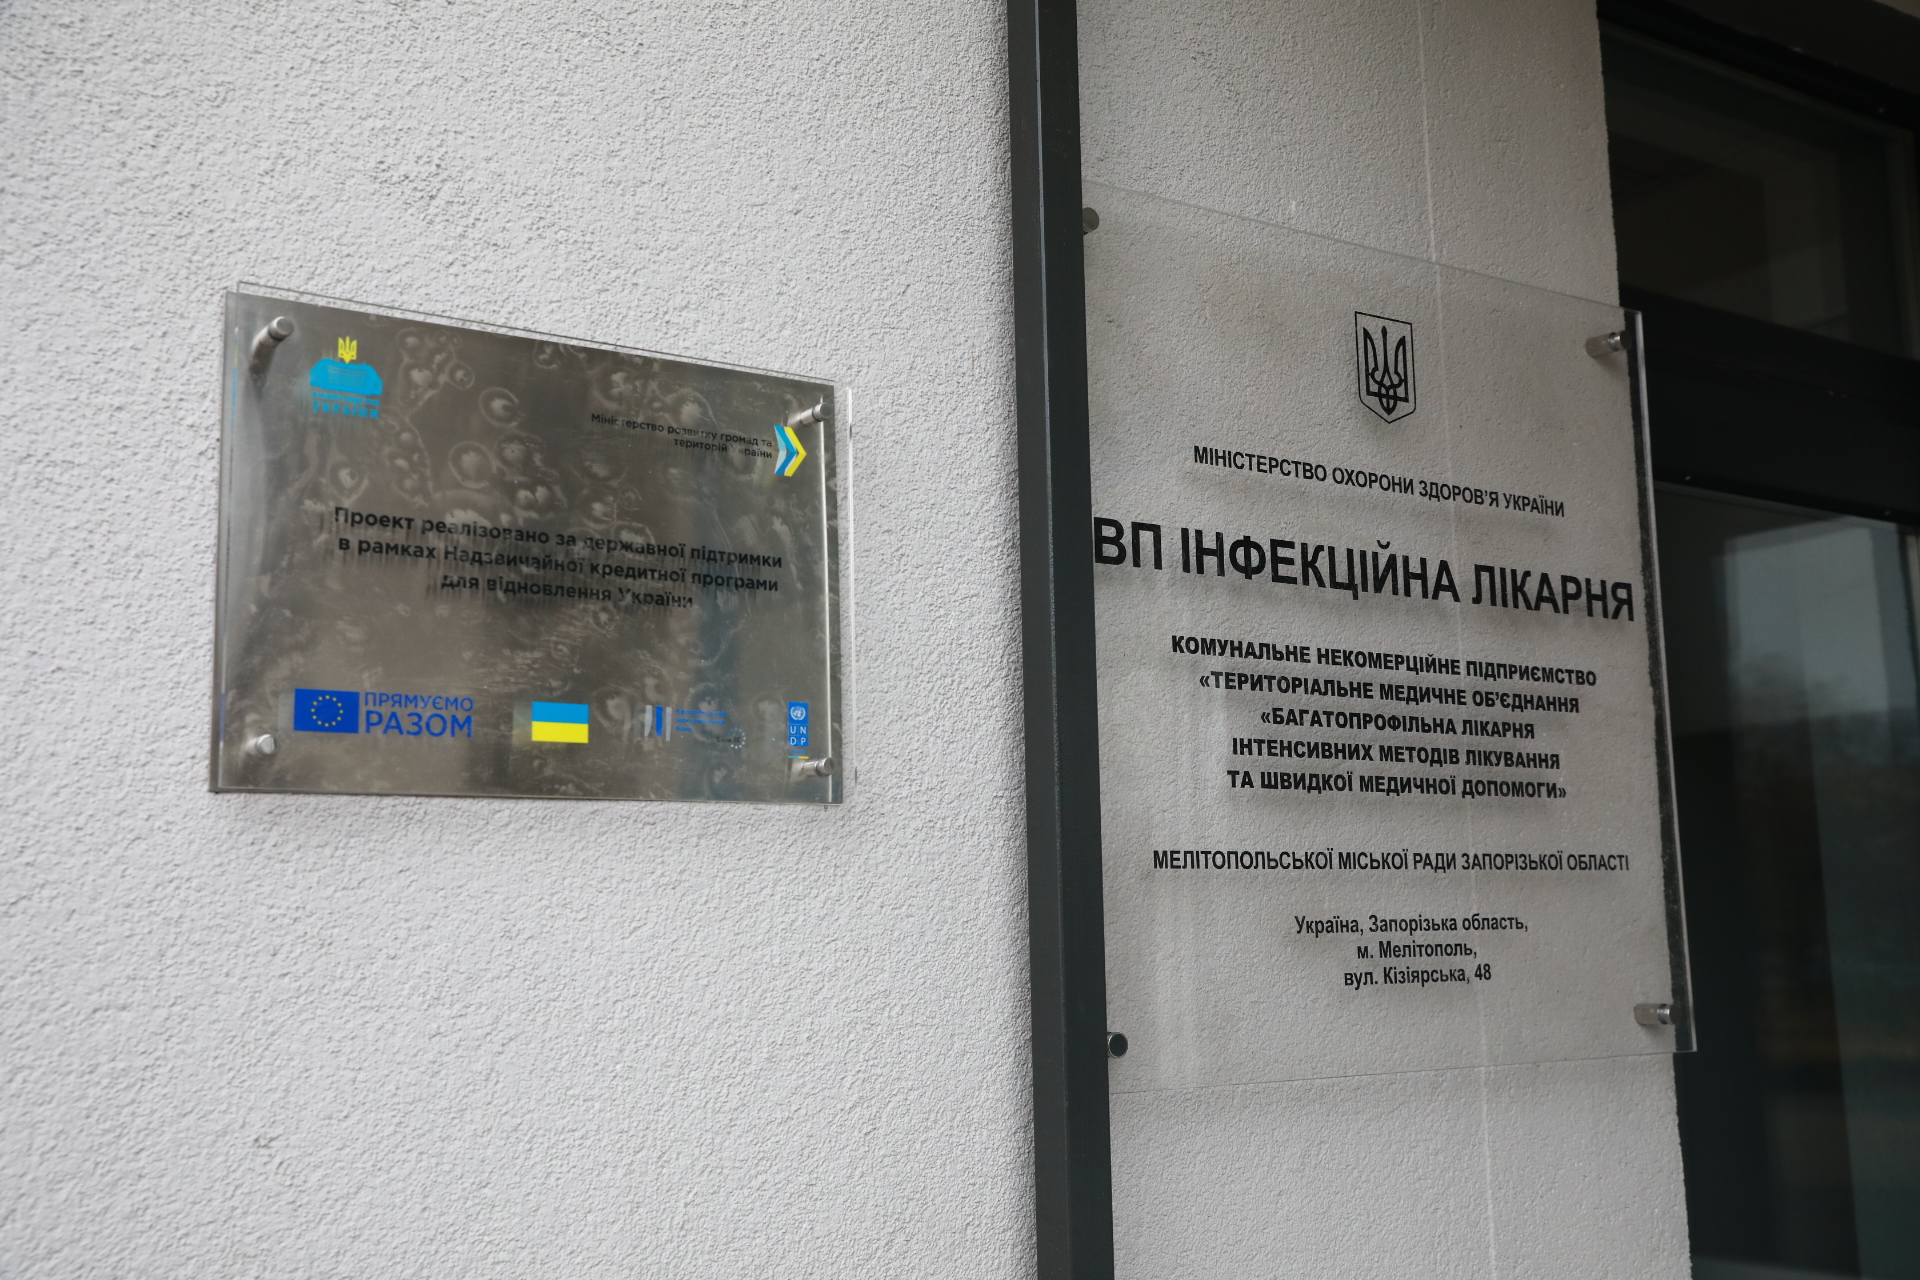 УКРАЇНИ
Міністерство розвитку громад та
територій України
Проект реалізовано за державної підтримки
в рамках Надзвичайної кредитної програми
для відновлення України
ПРЯМУЄМО
РАЗОМ
U N
D P
МІНІСТЕРСТВО ОХОРОНИ ЗДОРОВ'Я УКРАЇНИ
ВП ІНФЕКЦІЙНА ЛІКАРНЯ
КОМУНАЛЬНЕ НЕКОМЕРЦІЙНЕ ПІДПРИЄМСТВО
«ТЕРИТОРІАЛЬНЕ МЕДИЧНЕ ОБ'ЄДНАННЯ
«БАГАТОПРОФІЛЬНА ЛІКАРНЯ
ІНТЕНСИВНИХ МЕТОДІВ ЛІКУВАННЯ
ТА ШВИДКОЇ МЕДИЧНОЇ ДОПОМОГИ»
МЕЛІТОПОЛЬСЬКОЇ МІСЬКОЇ РАДИ ЗАПОРІЗЬКОЇ ОБЛАСТІ
Україна, Запорізька область,
м. Мелітополь,
вул. Кізіярська, 48